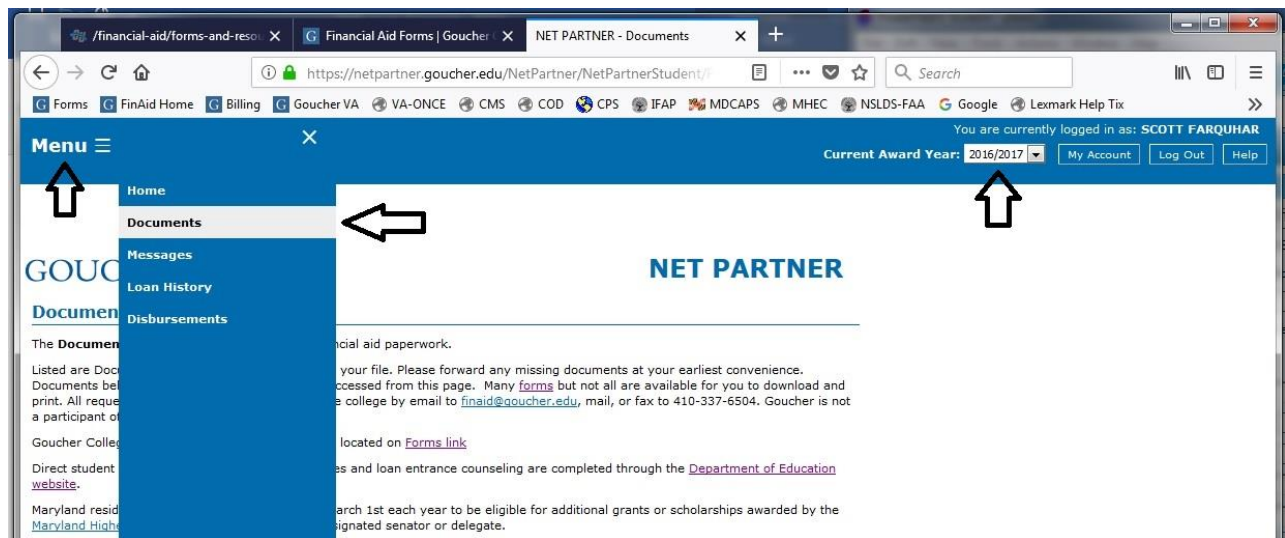 /financial-aid/forms-and-resou
Financial Aid Forms | Goucher
NET PARTNER - Documents
https://netpartner.goucher.edu/NetPartner/NetPartnerStudent/
Search
Forms FinAid Home Billing Goucher VA VA-ONCE CMS COD CPS IFAP MDCAPS MHEC NSLDS-FAA Google Lexmark Help Tix
You are currently logged in as: SCOTT FARQUHAR
Menu
Current Award Year: 2016/2017 My Account Log Out Help
Home
Documents
Messages
Loan History
Disbursements
GOUC
NET PARTNER
Documen
The Documen ncial aid paperwork.
Listed are Doc your file. Please forward any missing documents at your earliest convenience.
Documents bel ccessed from this page. Many forms but not all are available for you to download and
print. All reque e college by email to finaid@goucher.edu, mail, or fax to 410-337-6504. Goucher is not
a participant of
Goucher Colleg located on Forms link
Direct student es and loan entrance counseling are completed through the Department of Education
website.
Maryland resid arch 1st each year to be eligible for additional grants or scholarships awarded by the
Maryland Highe signated senator or delegate.